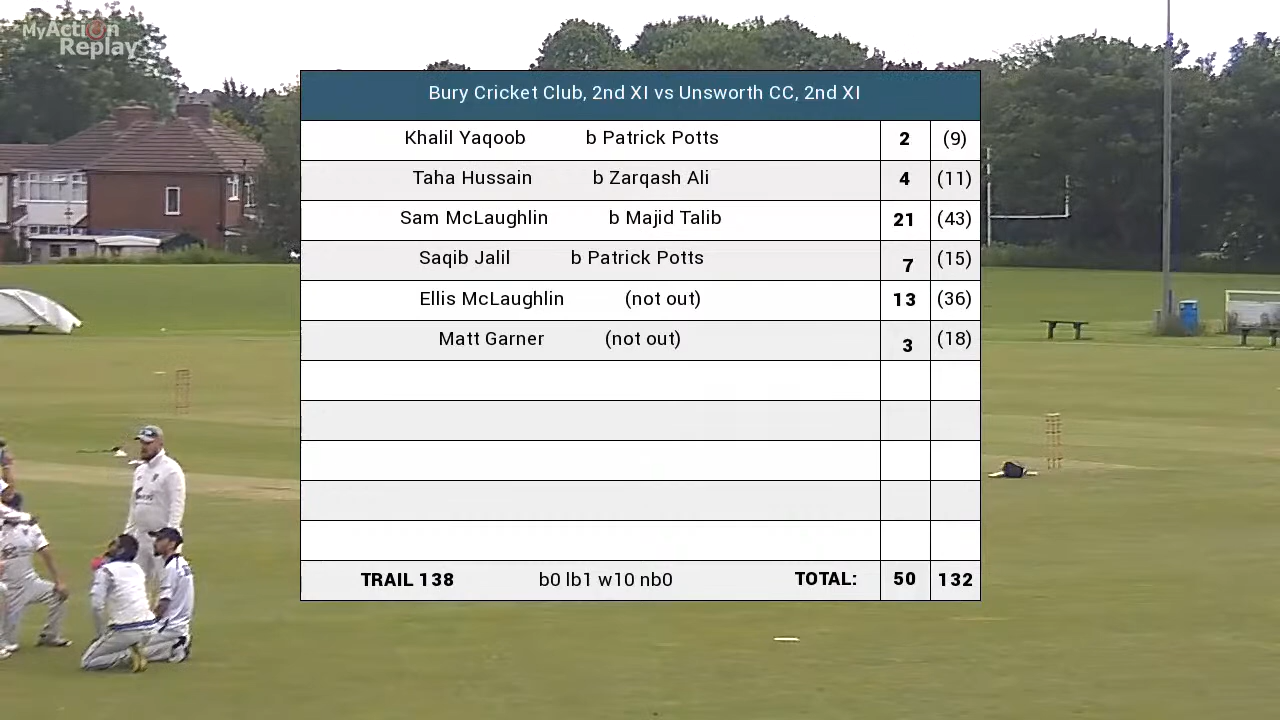 MyAction
Replay
Bury Cricket Club, 2nd XI vs Unsworth CC, 2nd XI
Khalil Yaqoob b Patrick Potts 2 (9)
Taha Hussain b Zarqash Ali 4 (11)
Sam McLaughlin b Majid Talib 21 (43)
Saqib Jalil b Patrick Potts 7 (15)
Ellis McLaughlin (not out) 13 (36)
Matt Garner (not out) 3 (18)
TRAIL 138 b0 lb1 w10 nb0 TOTAL: 50 132